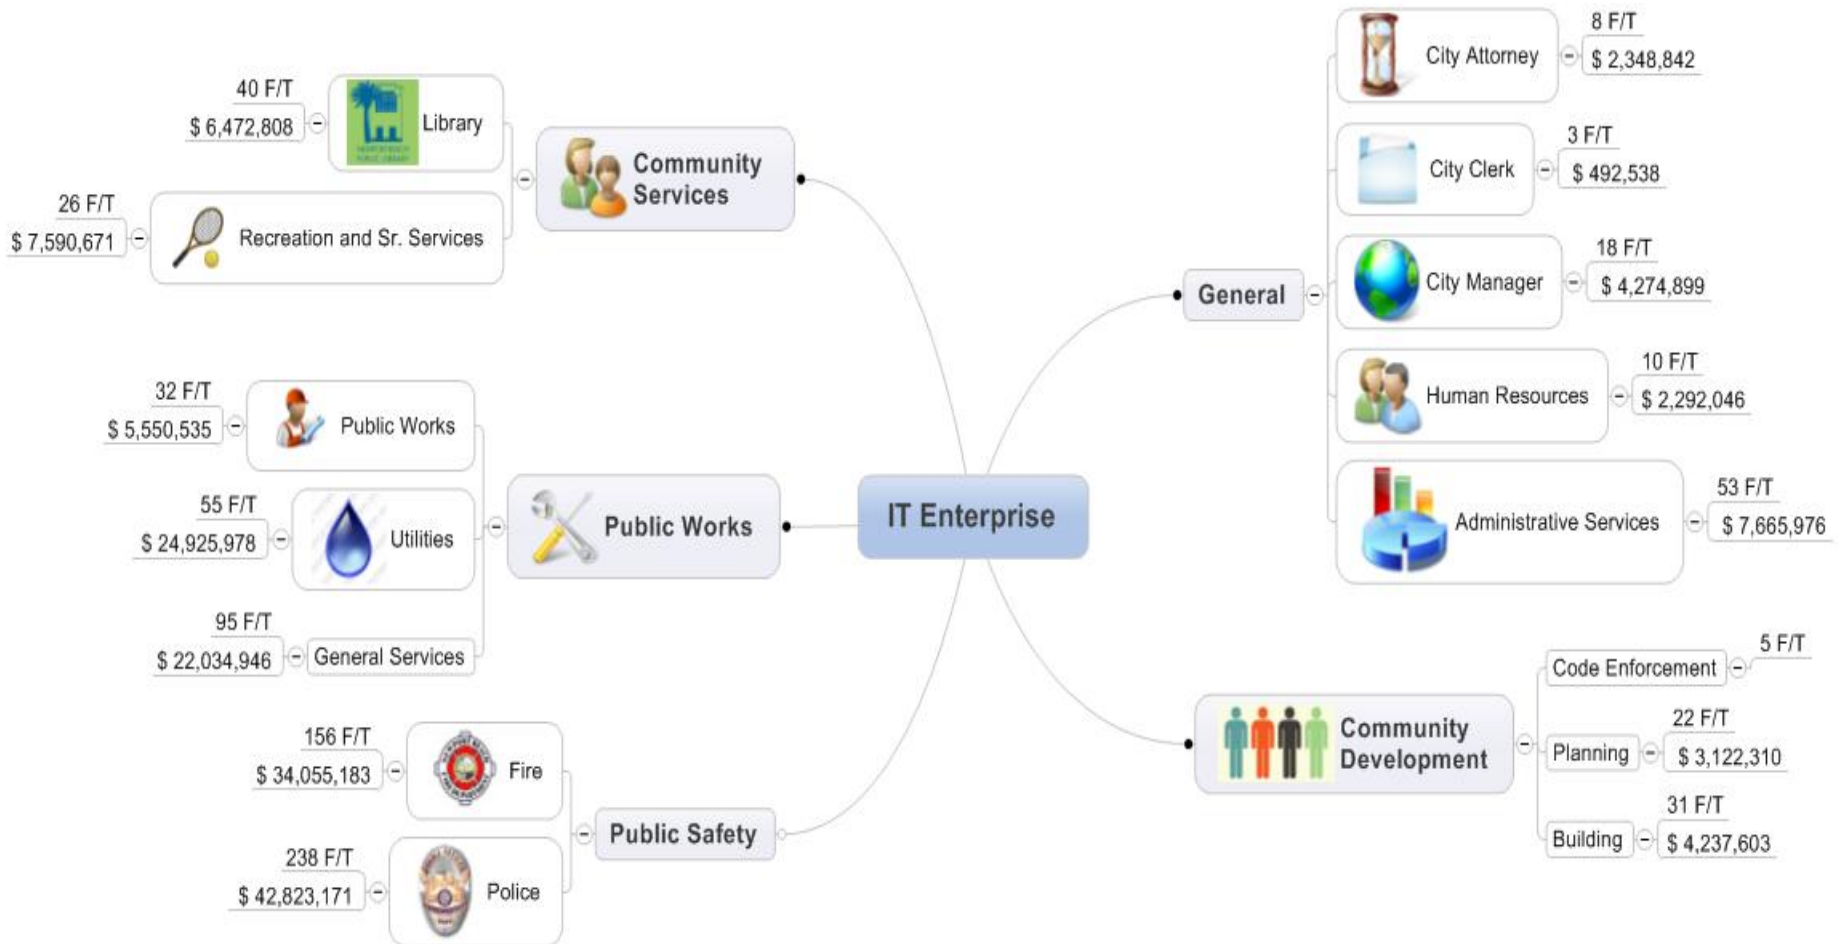 IT Enterprise
Community
Services
40 F/T
$ 6,472,808
Library
26 F/T
$ 7,590,671
Recreation and Sr. Services
Public Works
32 F/T
$ 5,550,535
Public Works
55 F/T
$ 24,925,978
Utilities
95 F/T
$ 22,034,946
General Services
Public Safety
156 F/T
$ 34,055,183
Fire
238 F/T
$ 42,823,171
Police
General
City Attorney
8 F/T
$ 2,348,842
City Clerk
3 F/T
$ 492,538
City Manager
18 F/T
$ 4,274,899
Human Resources
10 F/T
$ 2,292,046
Administrative Services
53 F/T
$ 7,665,976
Community
Development
Code Enforcement
5 F/T
Planning
22 F/T
$ 3,122,310
Building
31 F/T
$ 4,237,603